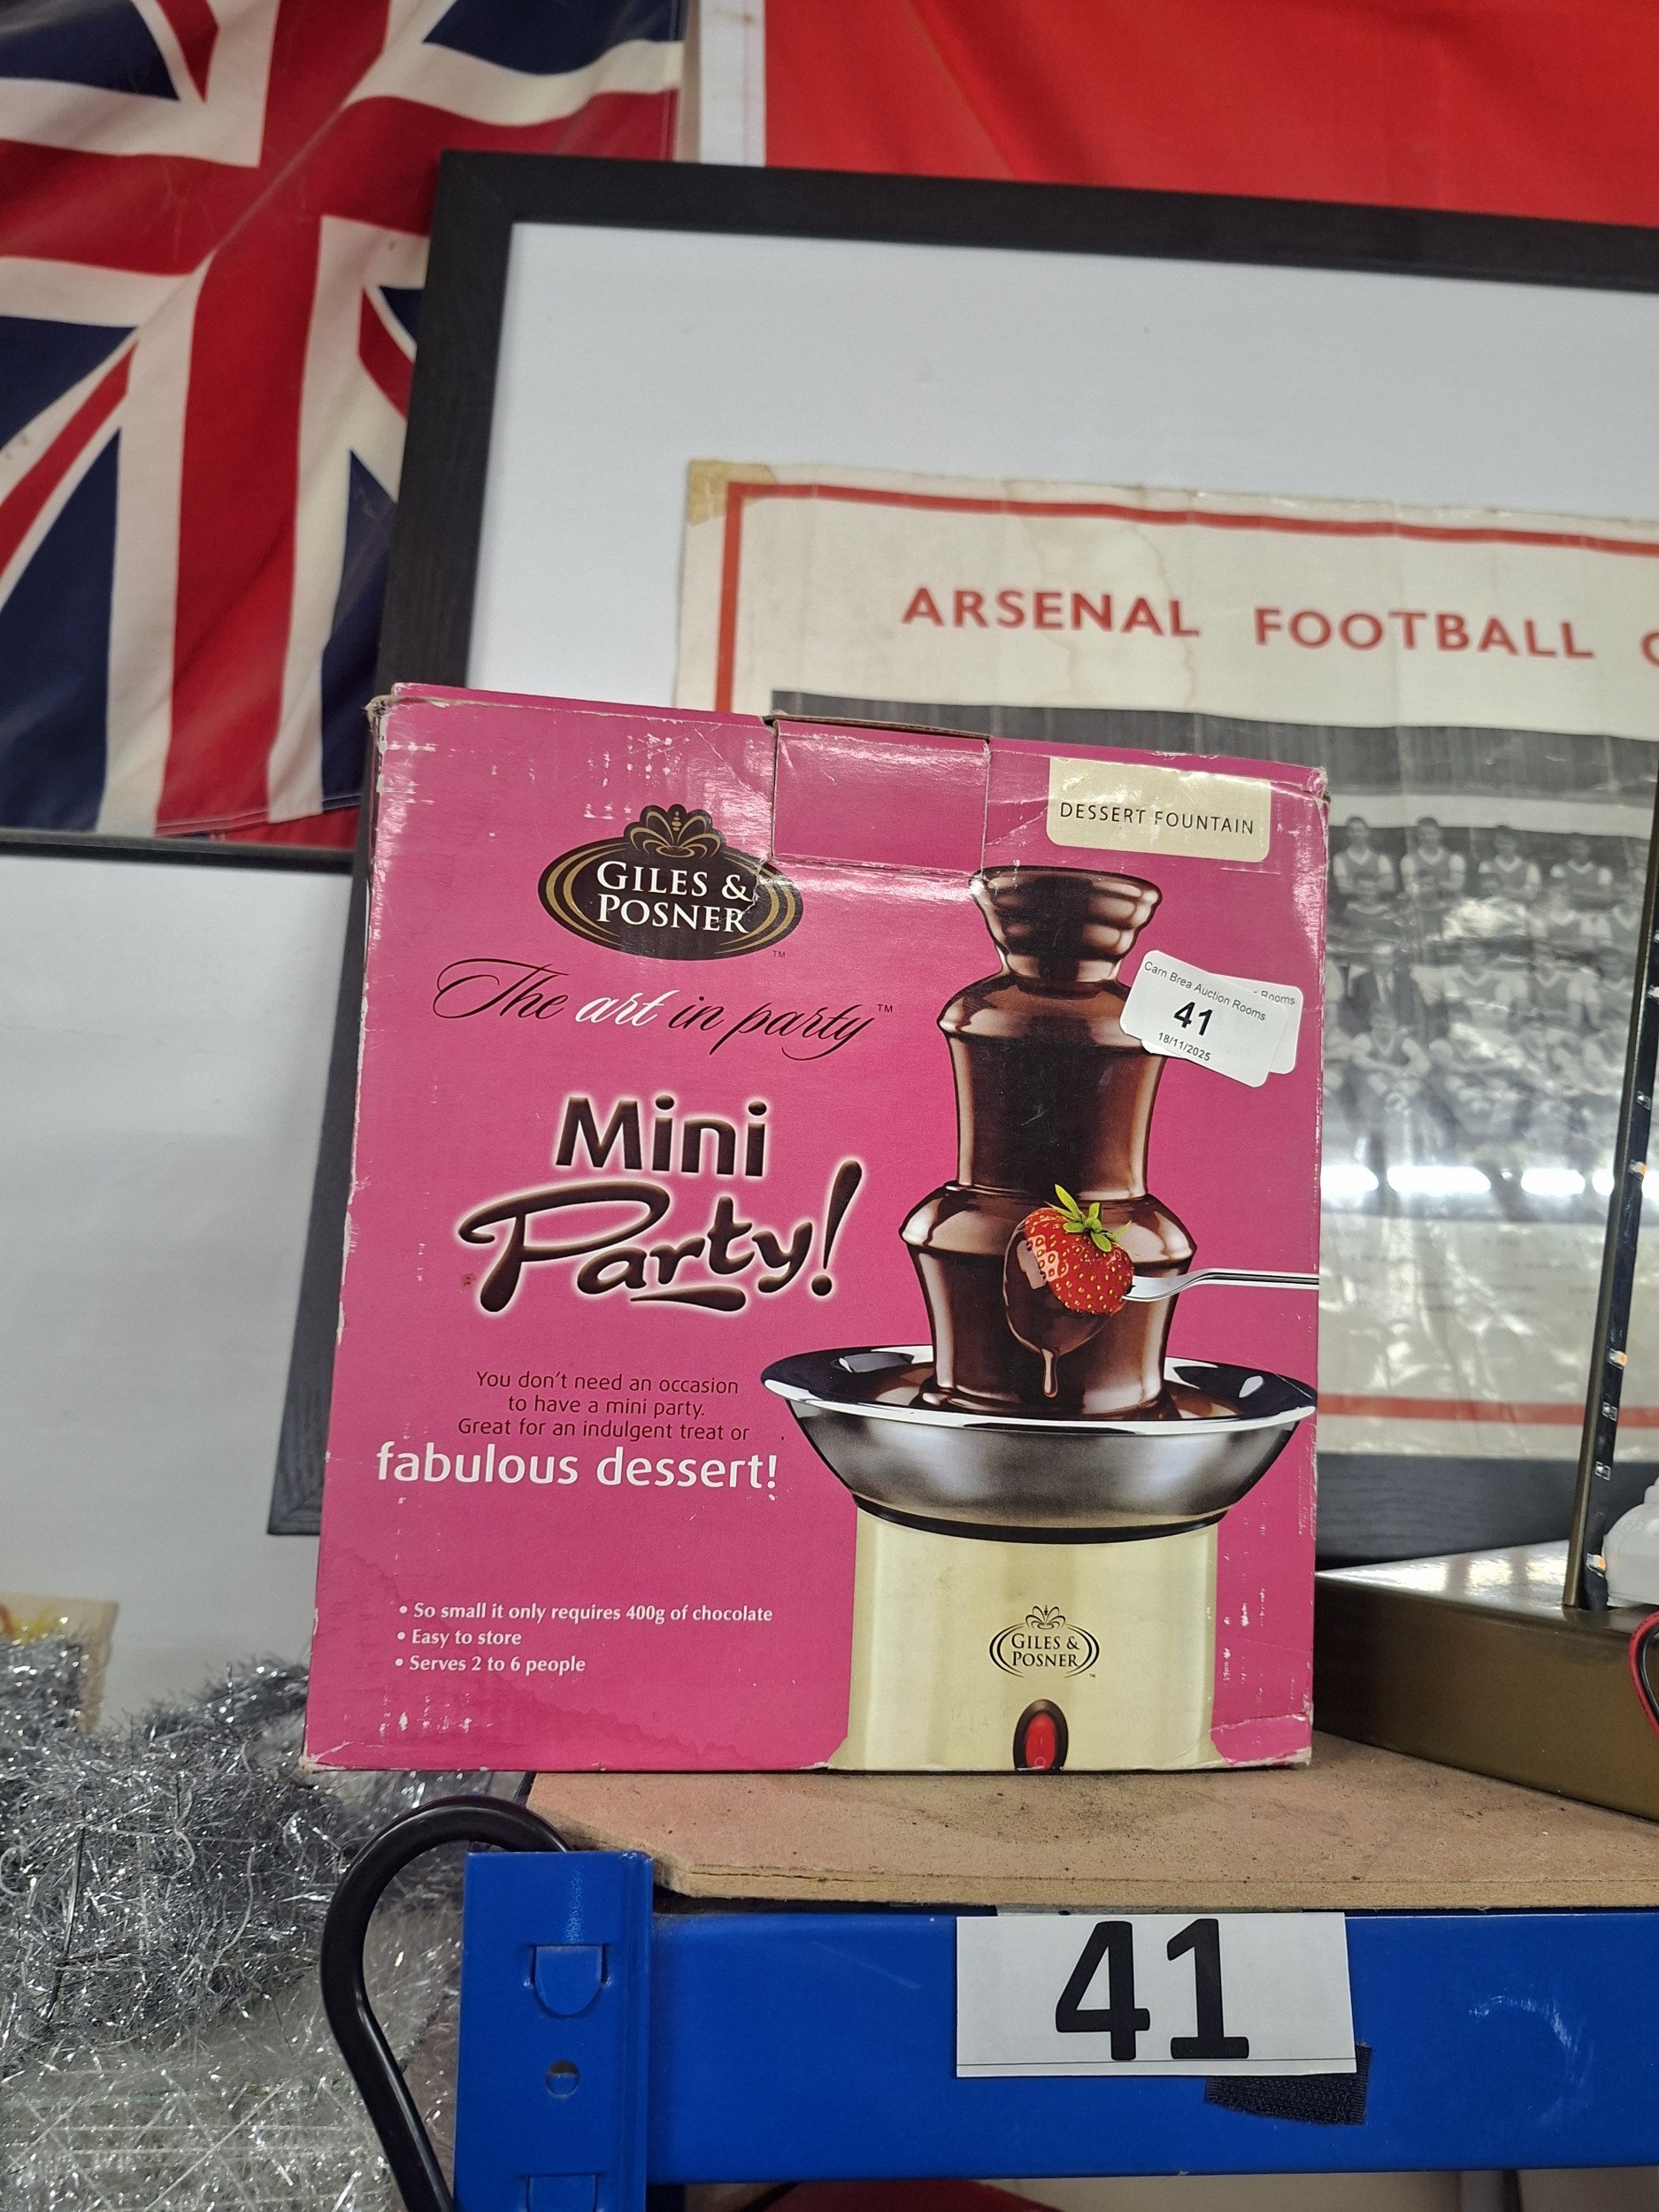 ARSENAL FOOTBALL
DESSERT FOUNTAIN
GILES &
POSNER
TM
The art in party™
Carn Brea Auction Rooms
41
18/11/2025
Rooms
Mini
Party!
You don't need an occasion
to have a mini party.
Great for an indulgent treat or
fabulous dessert!
• So small it only requires 400g of chocolate
• Easy to store
• Serves 2 to 6 people
GILES &
POSNER
41